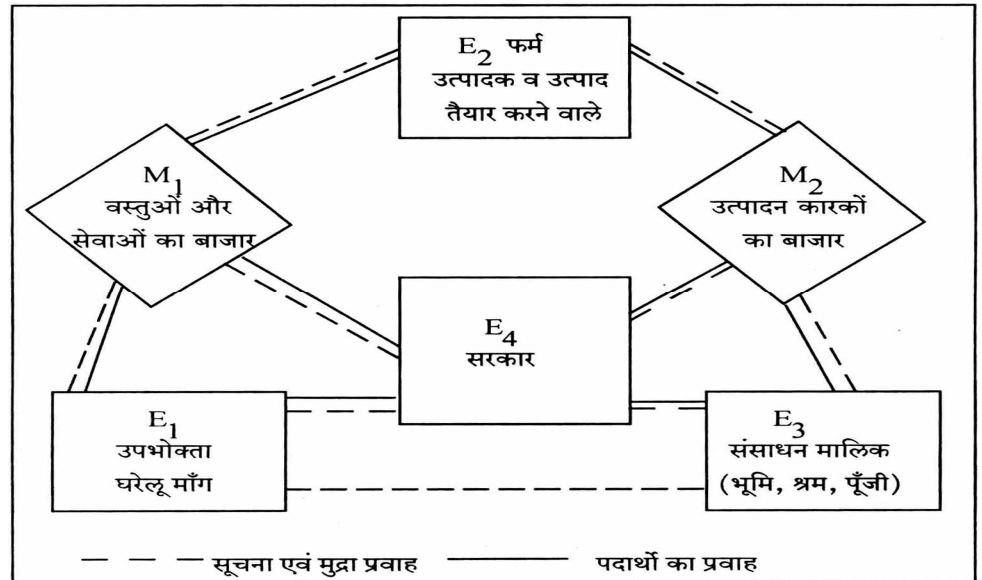 E2 फर्म
उत्पादक व उत्पाद
तैयार करने वाले
M1
वस्तुओं और
सेवाओं का बाजार
M2
उत्पादन कारकों
का बाजार
E4
सरकार
E1
उपभोक्ता
घरेलू माँग
E3
संसाधन मालिक
(भूमि, श्रम, पूँजी)
सूचना एवं मुद्रा प्रवाह
पदार्थो का प्रवाह